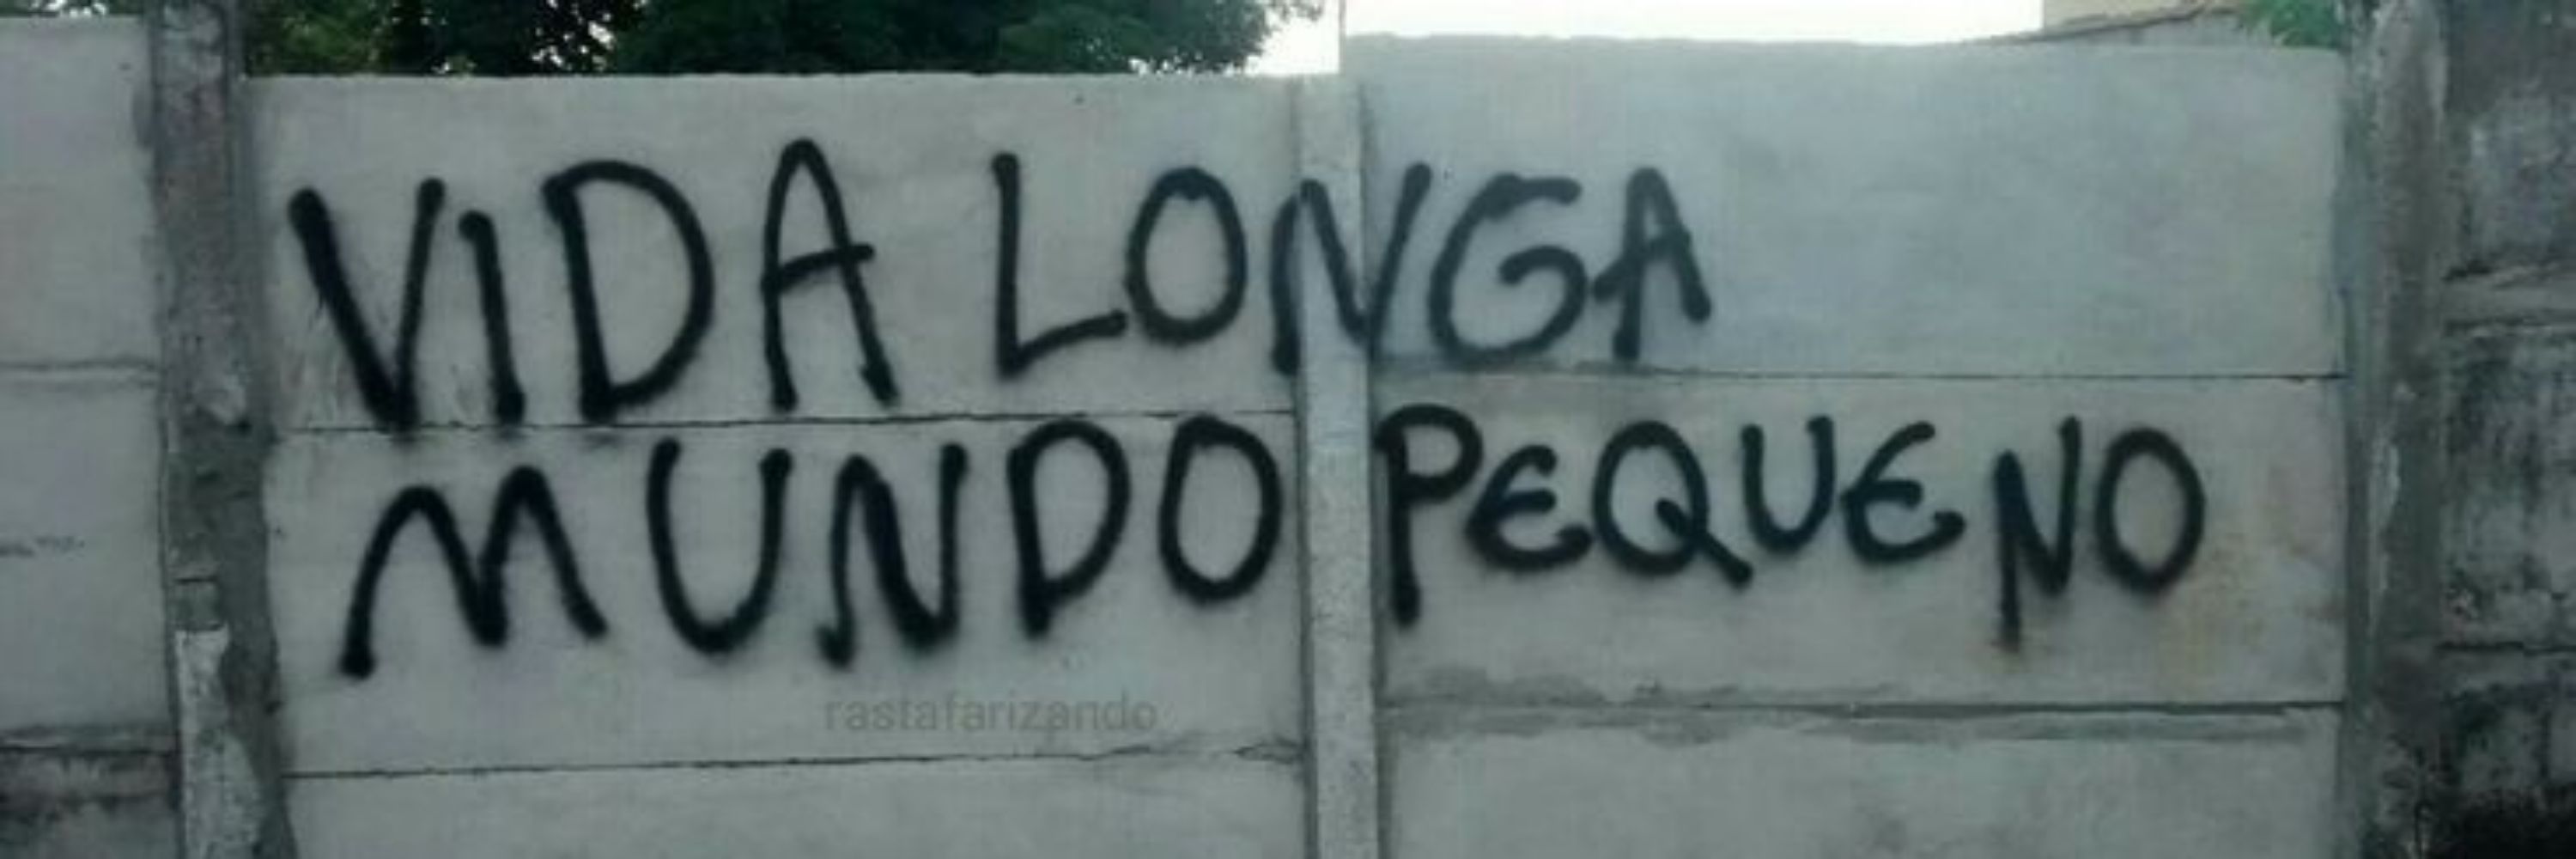 VIDA LONGA
MUNDO PEQUENO
rastafarizando